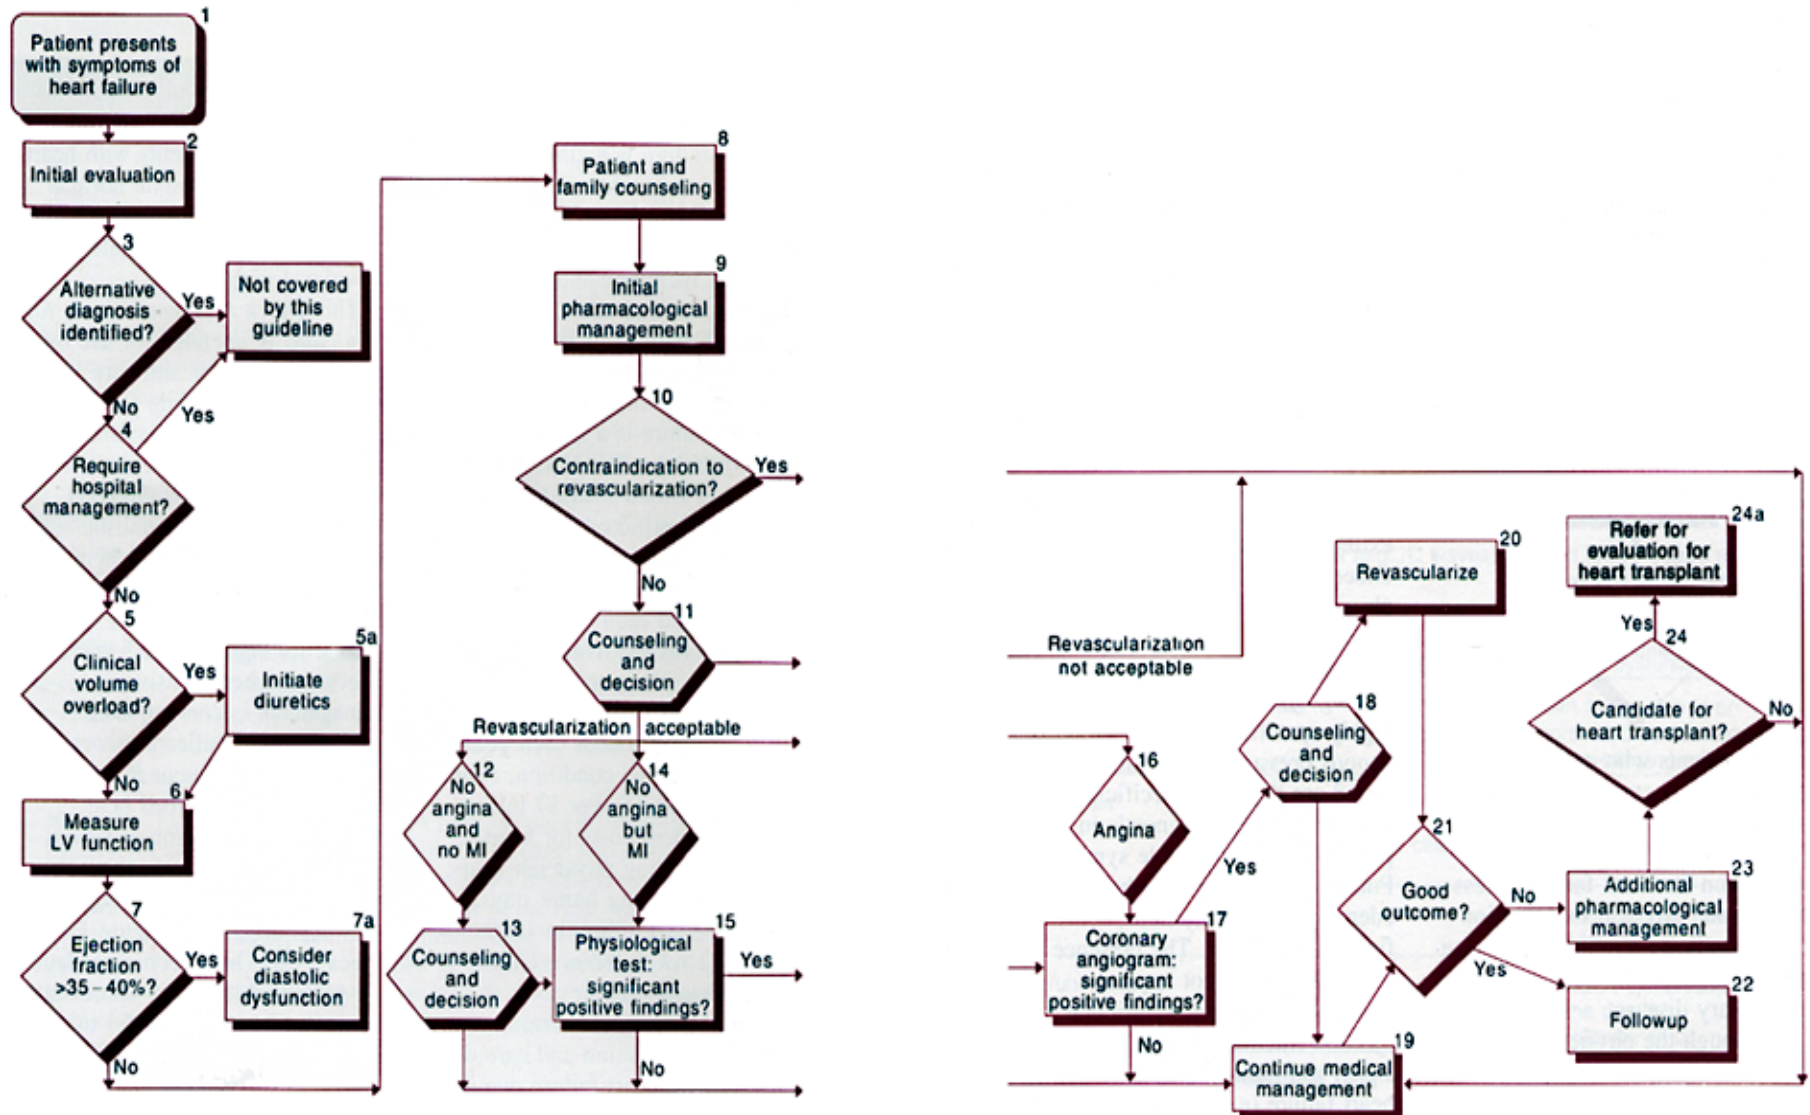 1
Patient presents
with symptoms of
heart failure
2
Initial evaluation
3
Alternative
diagnosis
identified?
Yes
Not covered
by this
guideline
No
Yes
4
Require
hospital
management?
No
5
Clinical
volume
overload?
Yes
5a
Initiate
diuretics
No
6
Measure
LV function
7
Ejection
fraction
>35–40%?
Yes
7a
Consider
diastolic
dysfunction
No
8
Patient and
family counseling
9
Initial
pharmacological
management
10
Contraindication to
revascularization?
Yes
No
11
Counseling
and
decision
Revascularization acceptable
12
No
angina
and
no MI
14
No
angina
but
MI
13
Counseling
and
decision
15
Physiological
test:
significant
positive findings?
Yes
No
Revascularization
not acceptable
16
Angina
17
Coronary
angiogram:
significant
positive findings?
Yes
No
18
Counseling
and
decision
19
Continue medical
management
20
Revascularize
21
Good
outcome?
No
Yes
22
Followup
23
Additional
pharmacological
management
24
Candidate for
heart transplant?
Yes
No
24a
Refer for
evaluation for
heart transplant